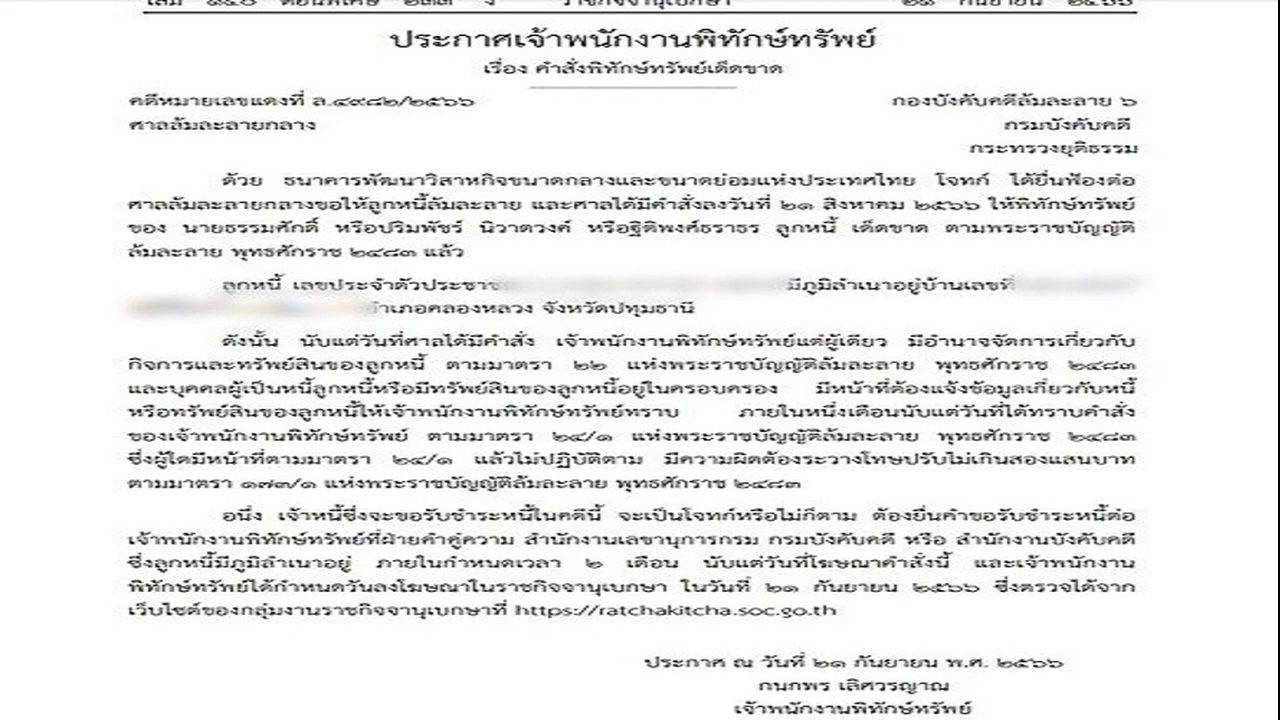 ประกาศเจ้าพนักงานพิทักษ์ทรัพย์
เรื่อง คำสั่งพิทักษ์ทรัพย์เด็ดขาด
คดีหมายเลขแดงที่ ล.๔๙๘๒/๒๕๖๖ กองบังคับคดีล้มละลาย ๖
ศาลล้มละลายกลาง กรมบังคับคดี
กระทรวงยุติธรรม
ด้วย ธนาคารพัฒนาวิสาหกิจขนาดกลางและขนาดย่อมแห่งประเทศไทย โจทก์ ได้ยื่นฟ้องต่อ
ศาลล้มละลายกลางขอให้ลูกหนี้ล้มละลาย และศาลได้มีคำสั่งลงวันที่ ๒๑ สิงหาคม ๒๕๖๖ ให้พิทักษ์ทรัพย์
ของ นายธรรมศักดิ์ หรือปริมพัชร์ นิวาตวงศ์ หรือฐิติพงศ์ธราธร ลูกหนี้ เด็ดขาด ตามพระราชบัญญัติ
ล้มละลาย พุทธศักราช ๒๔๘๓ แล้ว
ลูกหนี้ เลขประจำตัวประชาช มีภูมิลำเนาอยู่บ้านเลขที่
อำเภอคลองหลวง จังหวัดปทุมธานี
ดังนั้น นับแต่วันที่ศาลได้มีคำสั่ง เจ้าพนักงานพิทักษ์ทรัพย์แต่ผู้เดียว มีอำนาจจัดการเกี่ยวกับ
กิจการและทรัพย์สินของลูกหนี้ ตามมาตรา ๒๒ แห่งพระราชบัญญัติล้มละลาย พุทธศักราช ๒๔๘๓
และบุคคลผู้เป็นหนี้ลูกหนี้หรือมีทรัพย์สินของลูกหนี้อยู่ในครอบครอง มีหน้าที่ต้องแจ้งข้อมูลเกี่ยวกับหนี้
หรือทรัพย์สินของลูกหนี้ให้เจ้าพนักงานพิทักษ์ทรัพย์ทราบ ภายในหนึ่งเดือนนับแต่วันที่ได้ทราบคำสั่ง
ของเจ้าพนักงานพิทักษ์ทรัพย์ ตามมาตรา ๒๔/๑ แห่งพระราชบัญญัติล้มละลาย พุทธศักราช ๒๔๘๓
ซึ่งผู้ใดมีหน้าที่ตามมาตรา ๒๔/๑ แล้วไม่ปฏิบัติตาม มีความผิดต้องระวางโทษปรับไม่เกินสองแสนบาท
ตามมาตรา ๑๗๓/๑ แห่งพระราชบัญญัติล้มละลาย พุทธศักราช ๒๔๘๓
อนึ่ง เจ้าหนี้ซึ่งจะขอรับชำระหนี้ในคดีนี้ จะเป็นโจทก์หรือไม่ก็ตาม ต้องยื่นคำขอรับชำระหนี้ต่อ
เจ้าพนักงานพิทักษ์ทรัพย์ที่ฝ่ายคำคู่ความ สำนักงานเลขานุการกรม กรมบังคับคดี หรือ สำนักงานบังคับคดี
ซึ่งลูกหนี้มีภูมิลำเนาอยู่ ภายในกำหนดเวลา ๒ เดือน นับแต่วันที่โฆษณาคำสั่งนี้ และเจ้าพนักงาน
พิทักษ์ทรัพย์ได้กำหนดวันลงโฆษณาในราชกิจจานุเบกษา ในวันที่ ๒๑ กันยายน ๒๕๖๖ ซึ่งตรวจได้จาก
เว็บไซต์ของกลุ่มงานราชกิจจานุเบกษาที่ https://ratchakitcha.soc.go.th
ประกาศ ณ วันที่ ๒๑ กันยายน พ.ศ. ๒๕๖๖
กนกพร เลิศวรญาณ
เจ้าพนักงานพิทักษ์ทรัพย์